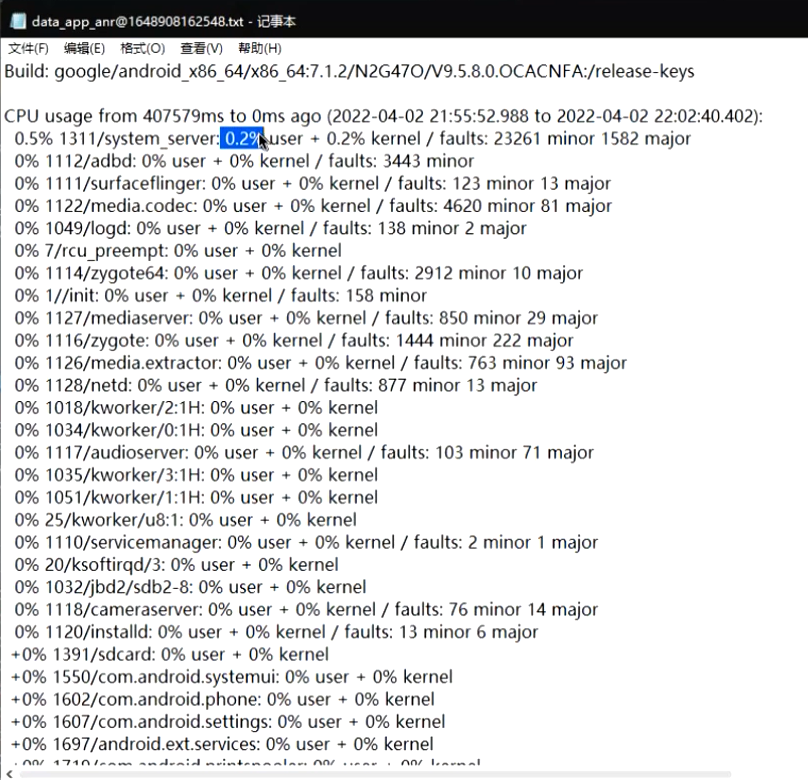 data_app_anr@1648908162548.txt - 记事本
文件(F) 编辑(E) 格式(O) 查看(V) 帮助(H)
Build: google/android_x86_64/x86_64:7.1.2/N2G47O/V9.5.8.0.OCACNFA:/release-keys
CPU usage from 407579ms to 0ms ago (2022-04-02 21:55:52.988 to 2022-04-02 22:02:40.402):
0.5% 1311/system_server: 0.2% user + 0.2% kernel / faults: 23261 minor 1582 major
0% 1112/adbd: 0% user + 0% kernel / faults: 3443 minor
0% 1111/surfaceflinger: 0% user + 0% kernel / faults: 123 minor 13 major
0% 1122/media.codec: 0% user + 0% kernel / faults: 4620 minor 81 major
0% 1049/logd: 0% user + 0% kernel / faults: 138 minor 2 major
0% 7/rcu_preempt: 0% user + 0% kernel
0% 1114/zygote64: 0% user + 0% kernel / faults: 2912 minor 10 major
0% 1//init: 0% user + 0% kernel / faults: 158 minor
0% 1127/mediaserver: 0% user + 0% kernel / faults: 850 minor 29 major
0% 1116/zygote: 0% user + 0% kernel / faults: 1444 minor 222 major
0% 1126/media.extractor: 0% user + 0% kernel / faults: 763 minor 93 major
0% 1128/netd: 0% user + 0% kernel / faults: 877 minor 13 major
0% 1018/kworker/2:1H: 0% user + 0% kernel
0% 1034/kworker/0:1H: 0% user + 0% kernel
0% 1117/audioserver: 0% user + 0% kernel / faults: 103 minor 71 major
0% 1035/kworker/3:1H: 0% user + 0% kernel
0% 1051/kworker/1:1H: 0% user + 0% kernel
0% 25/kworker/u8:1: 0% user + 0% kernel
0% 1110/servicemanager: 0% user + 0% kernel / faults: 2 minor 1 major
0% 20/ksoftirqd/3: 0% user + 0% kernel
0% 1032/jbd2/sdb2-8: 0% user + 0% kernel
0% 1118/cameraserver: 0% user + 0% kernel / faults: 76 minor 14 major
0% 1120/installd: 0% user + 0% kernel / faults: 13 minor 6 major
+0% 1391/sdcard: 0% user + 0% kernel
+0% 1550/com.android.systemui: 0% user + 0% kernel
+0% 1602/com.android.phone: 0% user + 0% kernel
+0% 1607/com.android.settings: 0% user + 0% kernel
+0% 1697/android.ext.services: 0% user + 0% kernel